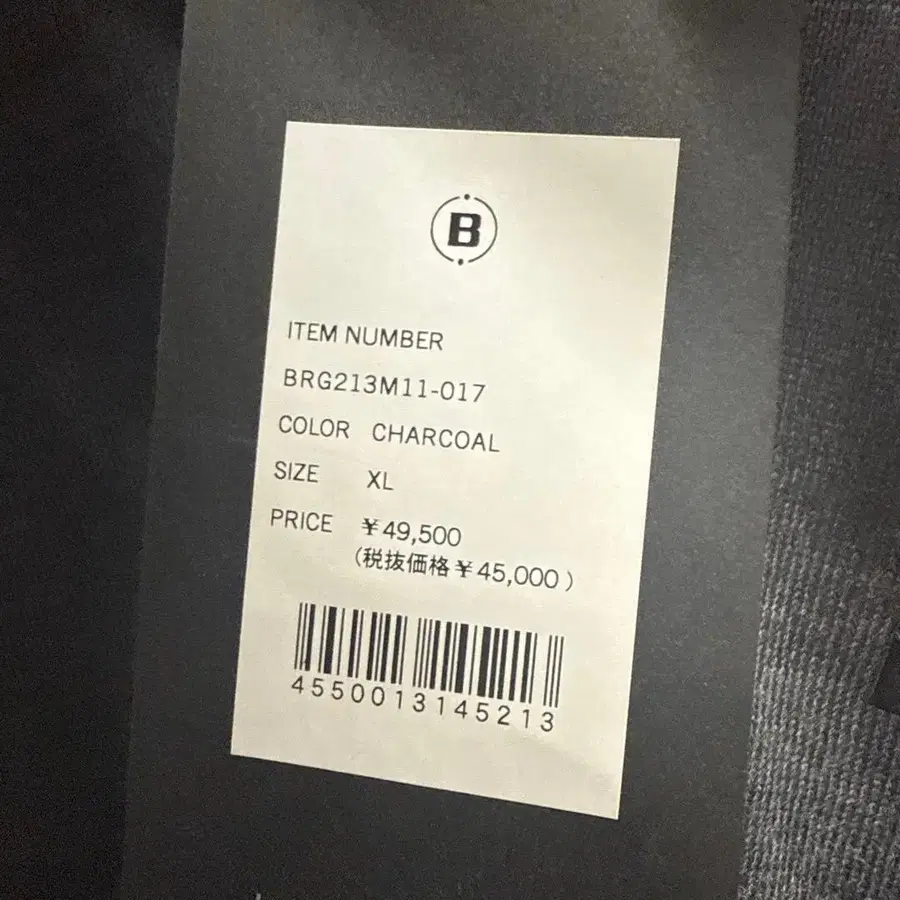 B
ITEM NUMBER
BRG213M11-017
COLOR CHARCOAL
SIZE XL
PRICE ¥49,500
(税抜価格¥45,000)
4550013145213